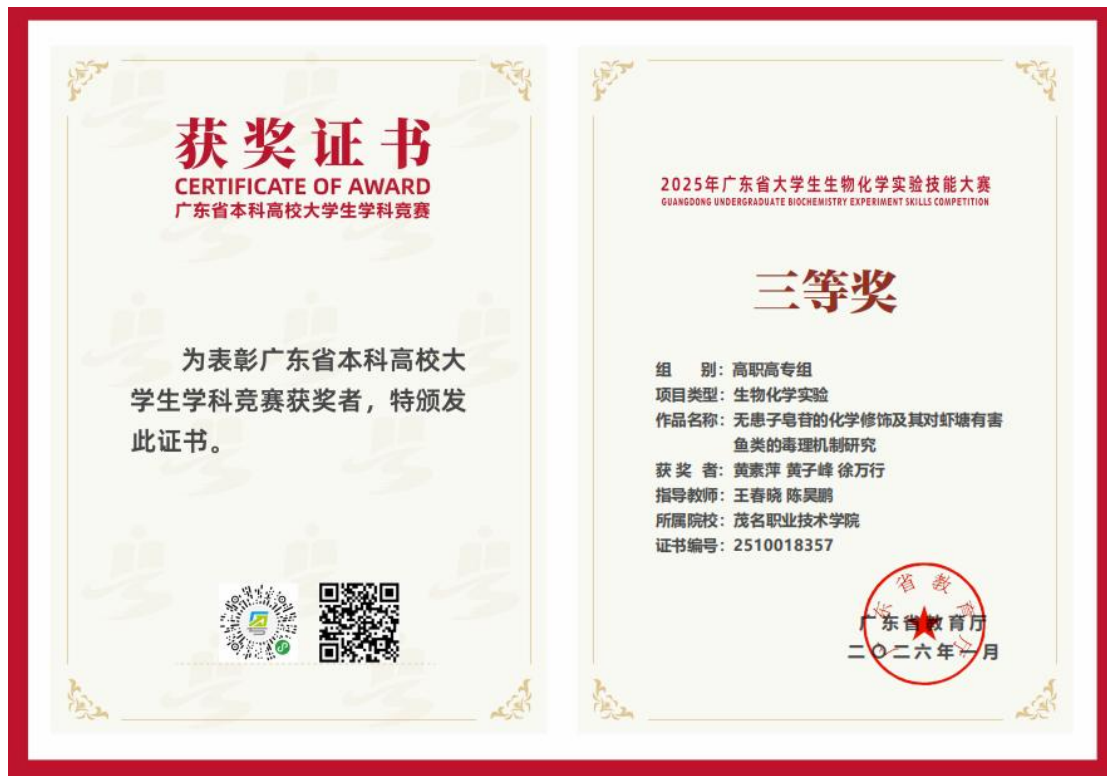 获奖证书
CERTIFICATE OF AWARD
广东省本科高校大学生学科竞赛
为表彰广东省本科高校大
学生学科竞赛获奖者，特颁发
此证书。
2025年广东省大学生生物化学实验技能大赛
GUANGDONG UNDERGRADUATE BIOCHEMISTRY EXPERIMENT SKILLS COMPETITION
三等奖
组 别：高职高专组
项目类型：生物化学实验
作品名称：无患子皂苷的化学修饰及其对虾塘有害
鱼类的毒理机制研究
获 奖 者：黄素萍 黄子峰 徐万行
指导教师：王春晓 陈昊鹏
所属院校：茂名职业技术学院
证书编号：2510018357
广东省教育厅
广东省教育厅
二〇二六年一月